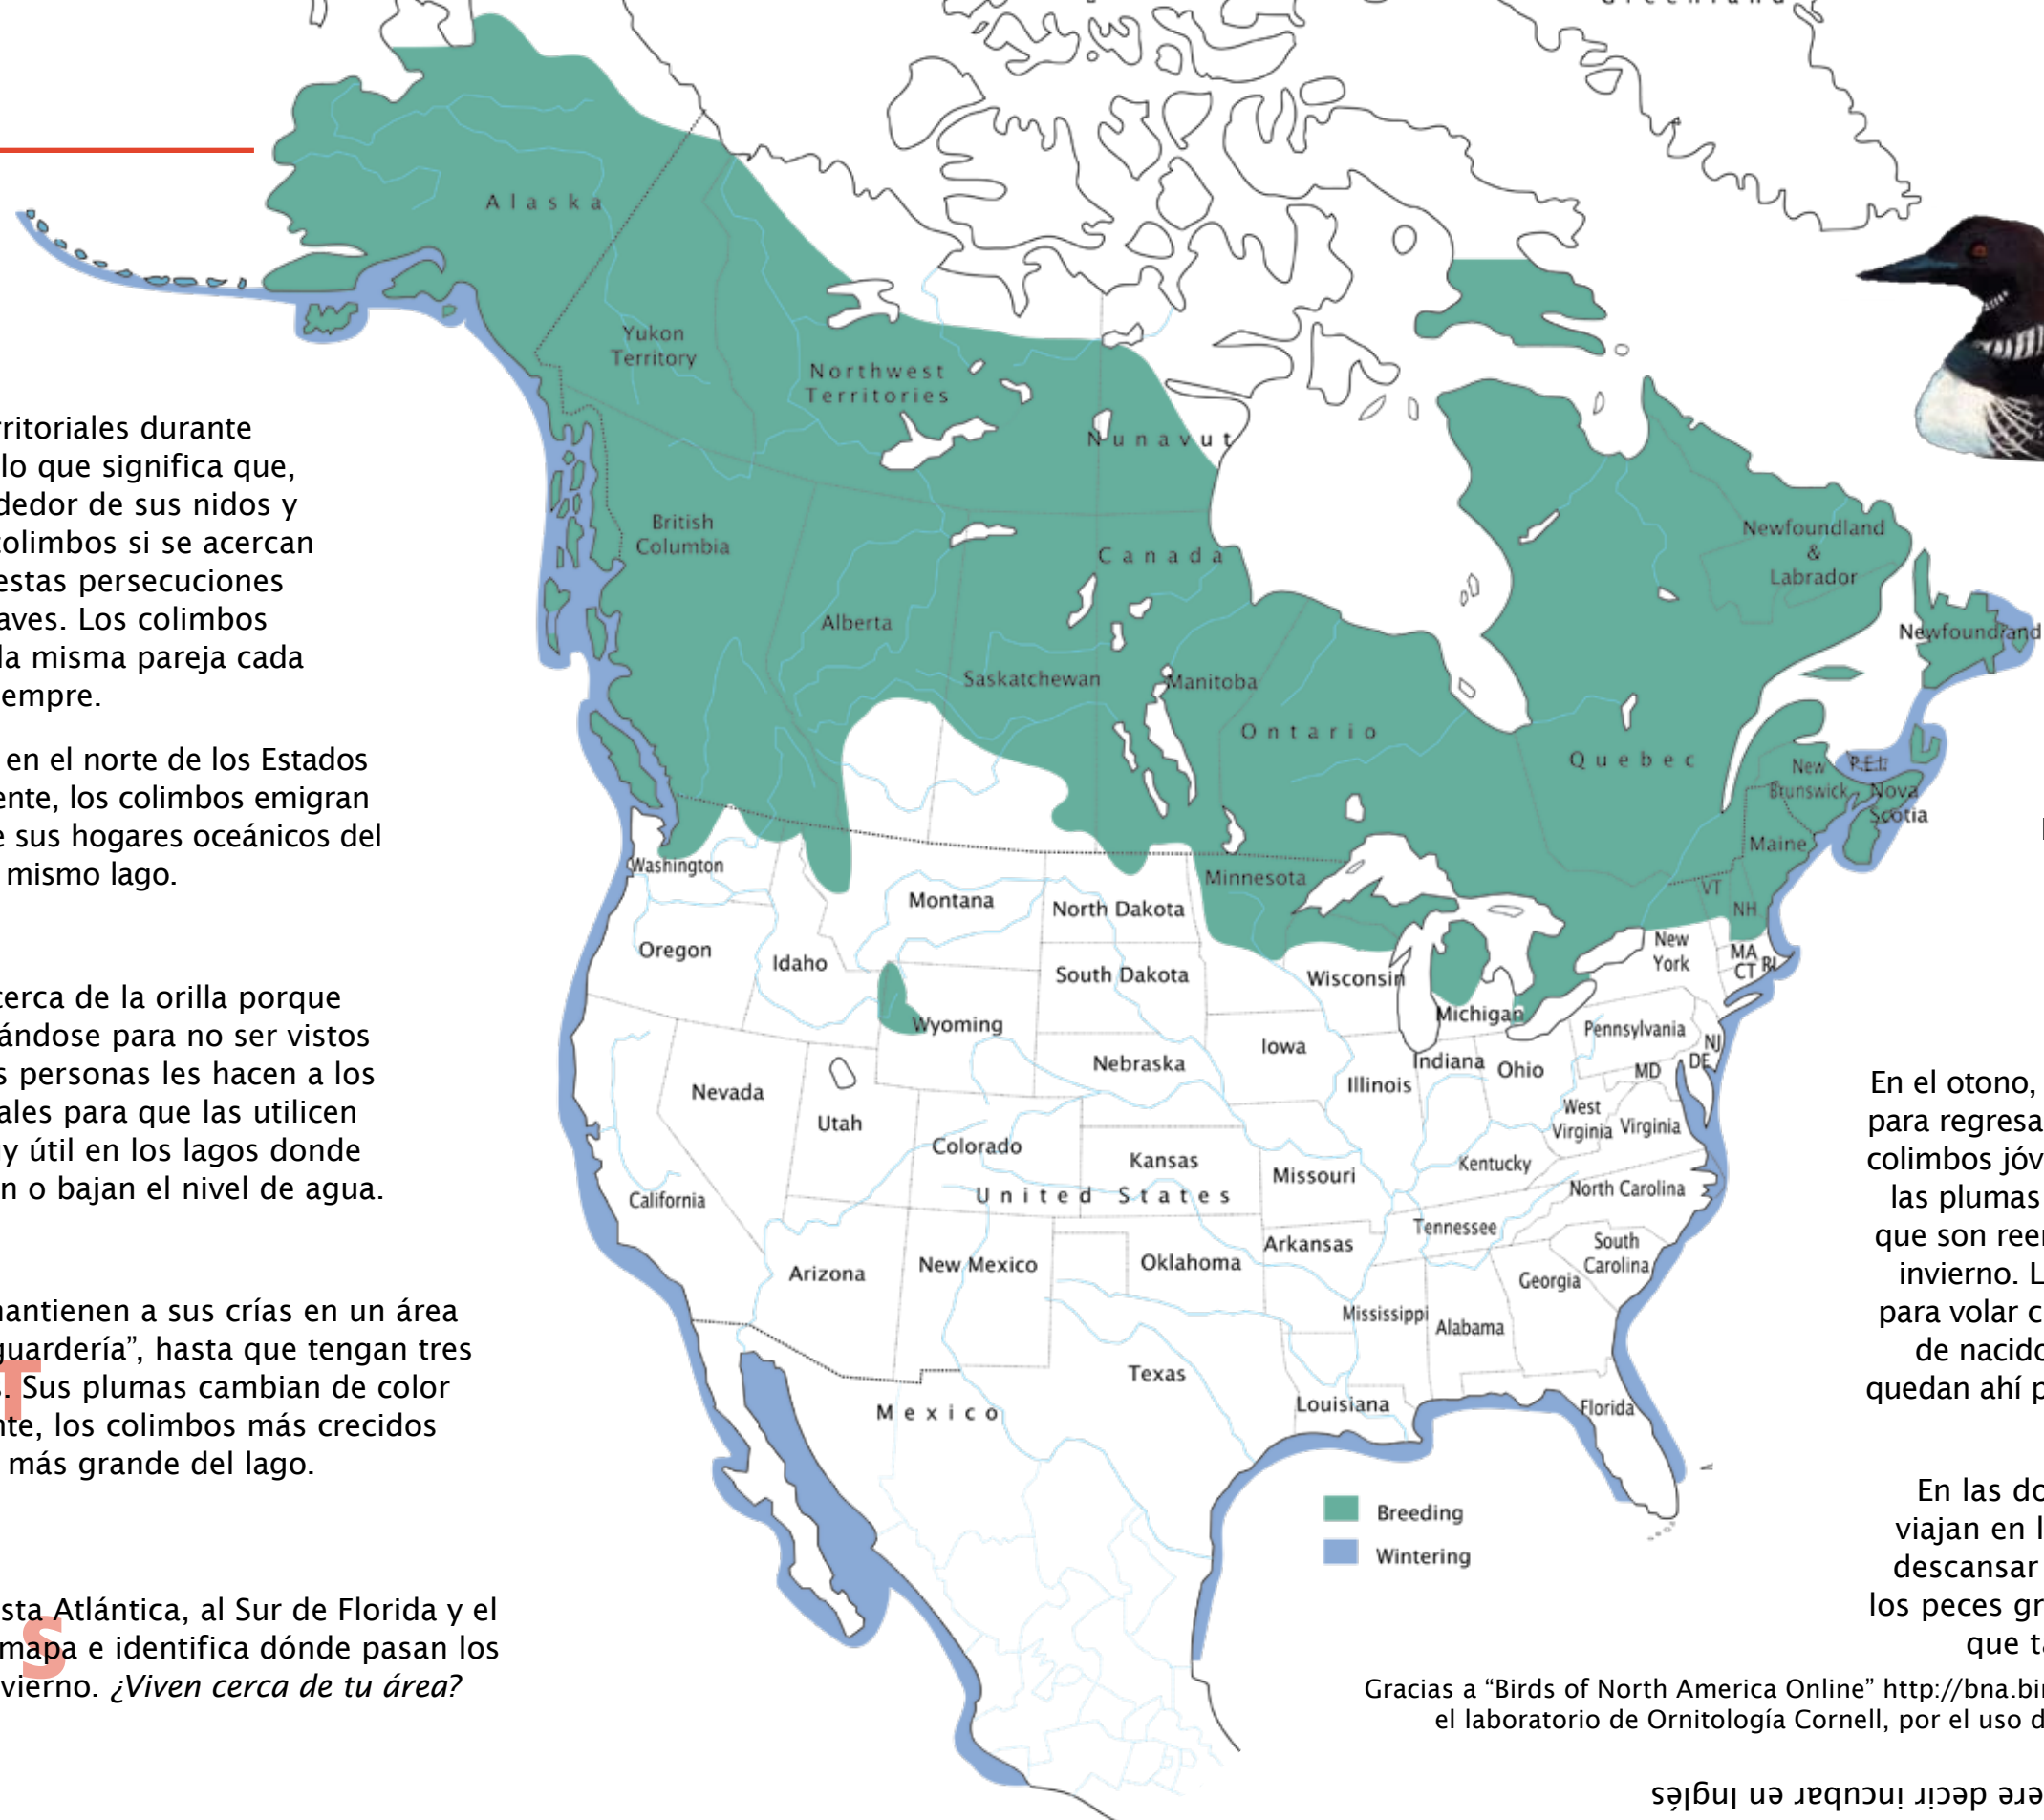 rritoriales durante
lo que significa que,
dedor de sus nidos y
colimbos si se acercan
estas persecuciones
aves. Los colimbos
la misma pareja cada
empre.
en el norte de los Estados
ente, los colimbos emigran
e sus hogares oceánicos del
mismo lago.
cerca de la orilla porque
ándose para no ser vistos
s personas les hacen a los
ales para que las utilicen
y útil en los lagos donde
n o bajan el nivel de agua.
nantienen a sus crías en un área
guardería”, hasta que tengan tres
T
s. Sus plumas cambian de color
nte, los colimbos más crecidos
más grande del lago.
sta Atlántica, al Sur de Florida y el
S
mapa e identifica dónde pasan los
vierno. ¿Viven cerca de tu área?
Greenland
Alaska
Yukon
Territory
Northwest
Territories
Nunavut
British
Columbia
Canada
Alberta
Saskatchewan
Manitoba
Ontario
Quebec
Newfoundland
&
Labrador
Newfoundland
New
Brunswick
P.E.I.
Nova
Scotia
Maine
VT
NH
MA
CT
RI
New
York
Washington
Montana
North Dakota
Minnesota
Oregon
Idaho
South Dakota
Wisconsin
Michigan
Wyoming
Pennsylvania
NJ
DE
MD
Nebraska
Iowa
Illinois
Indiana
Ohio
Nevada
Utah
West
Virginia
Virginia
Colorado
Kansas
Missouri
Kentucky
United States
California
North Carolina
Tennessee
South
Carolina
Arizona
New Mexico
Oklahoma
Arkansas
Georgia
Mississippi
Alabama
Texas
Louisiana
Florida
Mexico
Breeding
Wintering
En el otono,
para regresa
colimbos jóv
las plumas
que son reer
invierno. L
para volar c
de nacido
quedan ahí p
En las do
viajan en l
descansar
los peces gr
que ta
Gracias a “Birds of North America Online” http://bna.bir
el laboratorio de Ornitología Cornell, por el uso d
ere decir incubar en Inglés